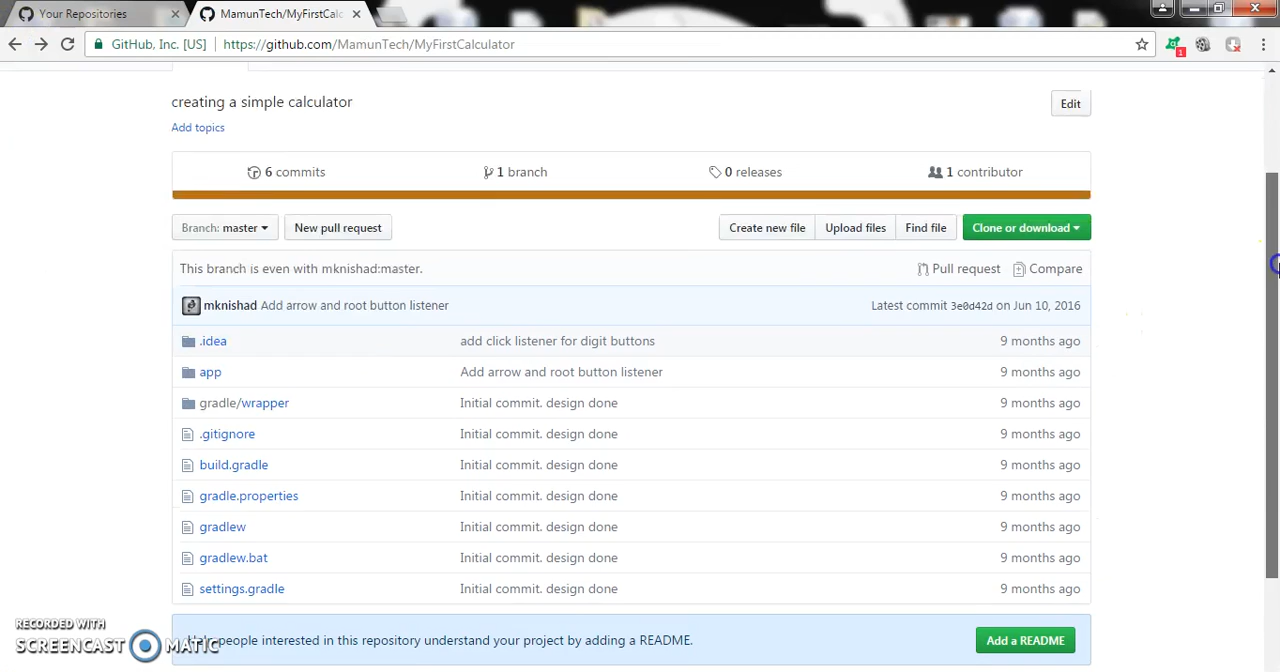 Your Repositories
MamunTech/MyFirstCalc
GitHub, Inc. [US] https://github.com/MamunTech/MyFirstCalculator
1
creating a simple calculator
Edit
Add topics
6 commits
1 branch
0 releases
1 contributor
Branch: master
New pull request
Create new file
Upload files
Find file
Clone or download
This branch is even with mknishad:master.
Pull request
Compare
mknishad Add arrow and root button listener
Latest commit 3e0d42d on Jun 10, 2016
.idea
add click listener for digit buttons
9 months ago
app
Add arrow and root button listener
9 months ago
gradle/wrapper
Initial commit. design done
9 months ago
.gitignore
Initial commit. design done
9 months ago
build.gradle
Initial commit. design done
9 months ago
gradle.properties
Initial commit. design done
9 months ago
gradlew
Initial commit. design done
9 months ago
gradlew.bat
Initial commit. design done
9 months ago
settings.gradle
Initial commit. design done
9 months ago
RECORDED WITH
SCREENCAST MATIC
people interested in this repository understand your project by adding a README.
Add a README